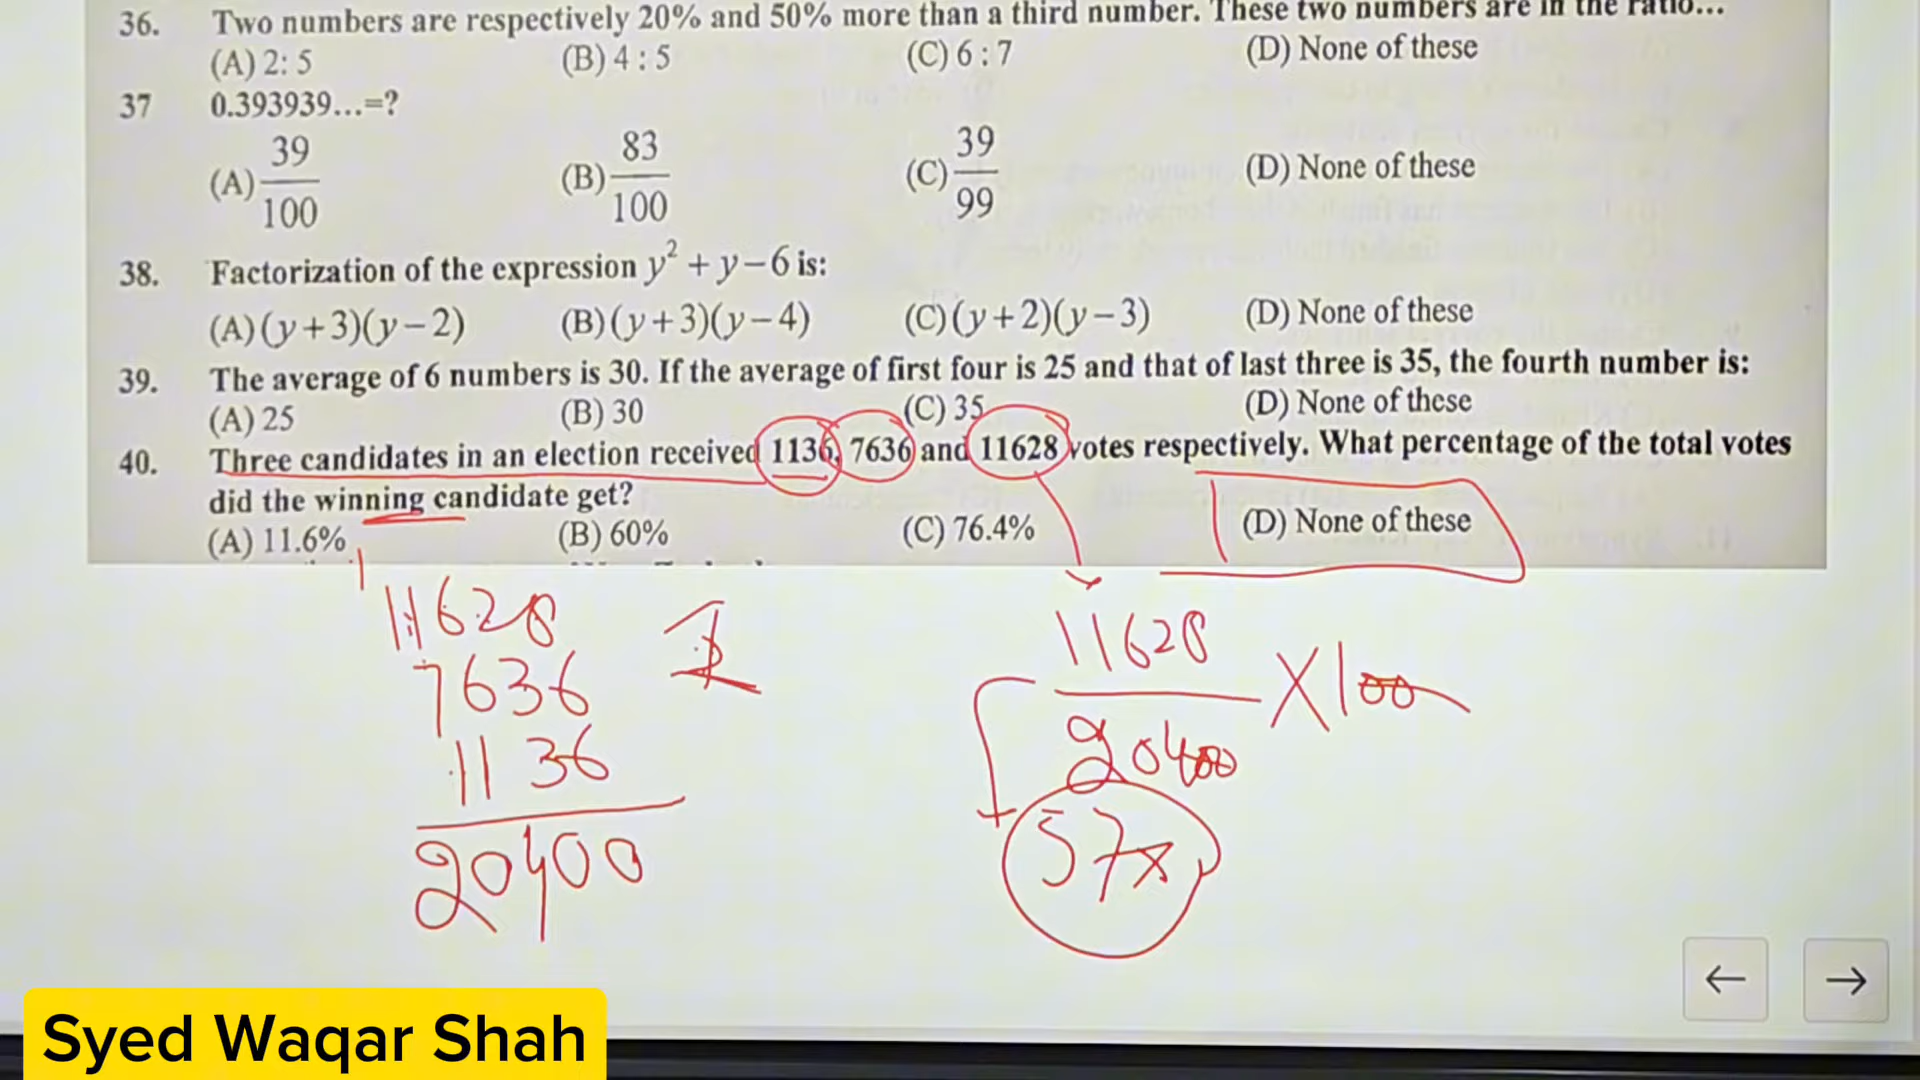 36. Two numbers are respectively 20% and 50% more than a third number. These two numbers are in the ratio...
(A) 2: 5 (B) 4 : 5 (C) 6 : 7 (D) None of these
37 0.393939...=?
(A) 39/100 (B) 83/100 (C) 39/99 (D) None of these
38. Factorization of the expression y² + y – 6 is:
(A) (y+3)(y–2) (B) (y+3)(y–4) (C) (y+2)(y–3) (D) None of these
39. The average of 6 numbers is 30. If the average of first four is 25 and that of last three is 35, the fourth number is:
(A) 25 (B) 30 (C) 35 (D) None of these
40. Three candidates in an election received 1136, 7636 and 11628 votes respectively. What percentage of the total votes
did the winning candidate get?
(A) 11.6% (B) 60% (C) 76.4% (D) None of these
11628
7636
1136
20400
11628
20400
X100
57%
Syed Waqar Shah
← →